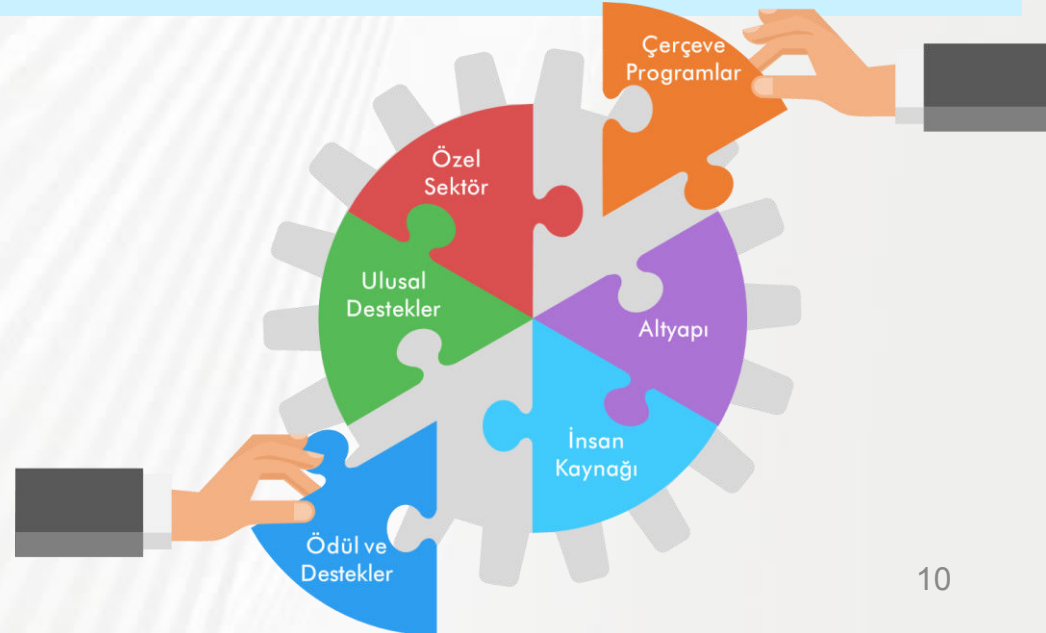 Çerçeve
Programlar
Özel
Sektör
Ulusal
Destekler
Altyapı
İnsan
Kaynağı
Ödül ve
Destekler
10